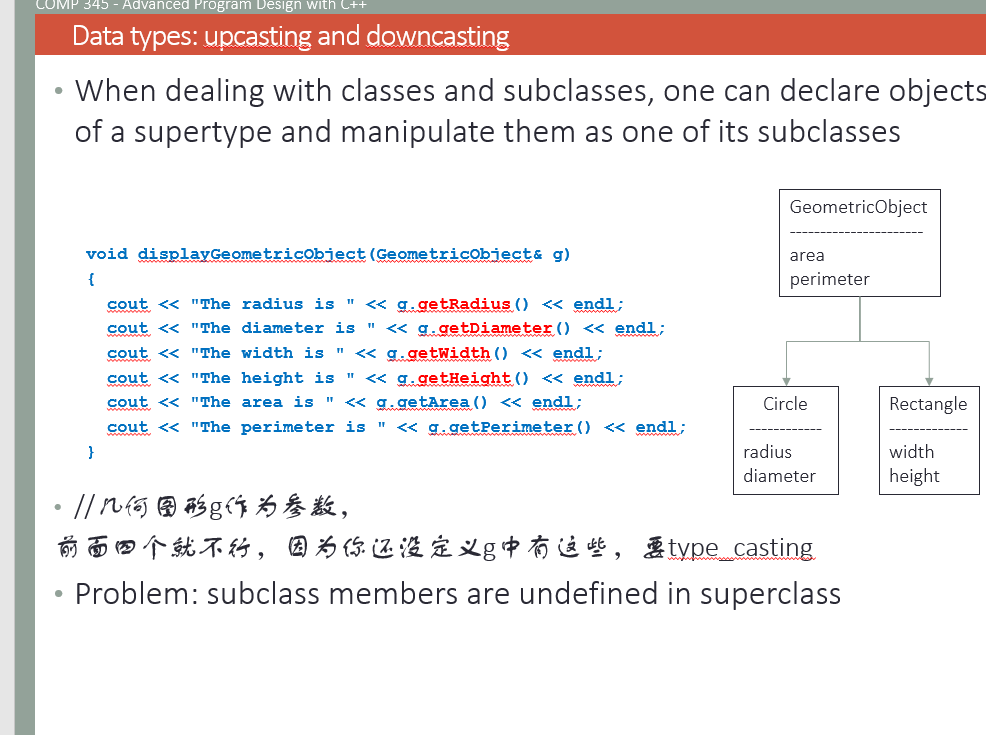 COMP 345 - Advanced Program Design with C++
Data types: upcasting and downcasting
• When dealing with classes and subclasses, one can declare objects
of a supertype and manipulate them as one of its subclasses
void displayGeometricObject(GeometricObject& g)
{
cout << "The radius is " << g.getRadius() << endl;
cout << "The diameter is " << g.getDiameter() << endl;
cout << "The width is " << g.getWidth() << endl;
cout << "The height is " << g.getHeight() << endl;
cout << "The area is " << g.getArea() << endl;
cout << "The perimeter is " << g.getPerimeter() << endl;
}
GeometricObject
----------------------
area
perimeter
Circle
------------
radius
diameter
Rectangle
-------------
width
height
• //几何图形g作为参数，
前面四个就不行，因为你还没定义g中有这些，要type_casting
• Problem: subclass members are undefined in superclass